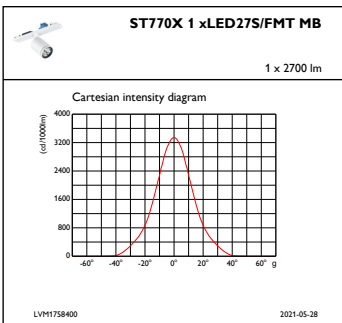 ST770X 1 xLED27S/FMT MB
1 x 2700 lm
Cartesian intensity diagram
(cd/1000lm)
4000
3200
2400
1600
800
0
-60° -40° -20° 0° 20° 40° 60° g
LVM1758400 2021-05-28